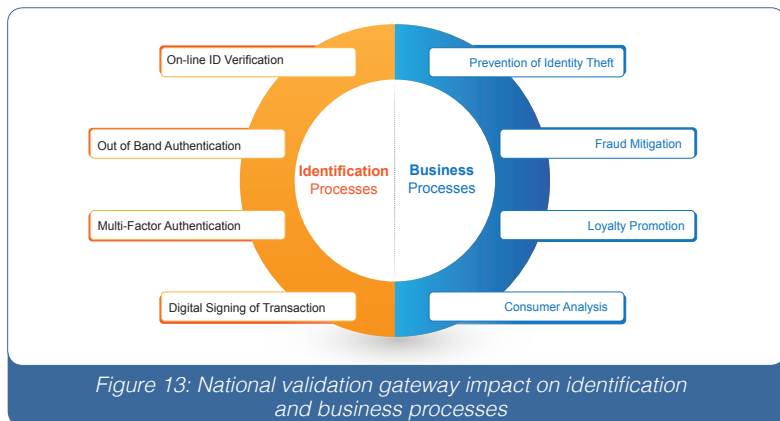 On-line ID Verification
Out of Band Authentication
Multi-Factor Authentication
Digital Signing of Transaction
Identification
Processes
Business
Processes
Prevention of Identity Theft
Fraud Mitigation
Loyalty Promotion
Consumer Analysis
Figure 13: National validation gateway impact on identification
and business processes